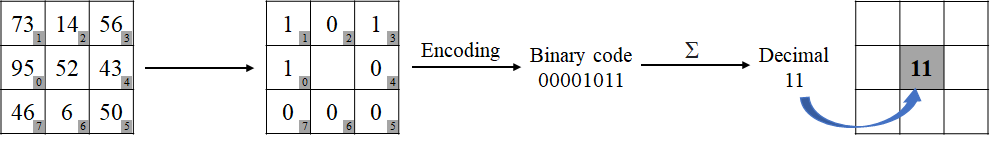 73 1 14 2 56 3
95 0 52 43 4
46 7 6 6 50 5
1 1 0 2 1 3
1 0 0 4
0 7 0 6 0 5
Encoding
Binary code
00001011
Σ
Decimal
11
11